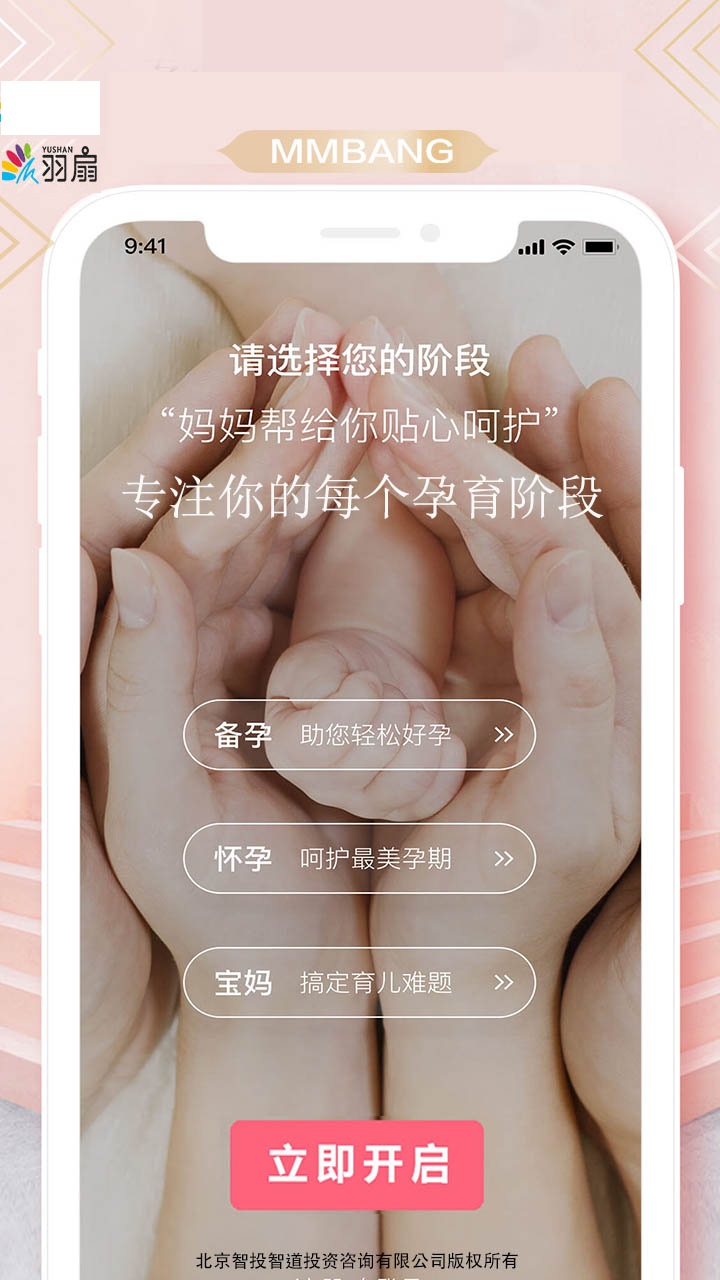 MMBANG
YUSHAN
羽扇
9:41
请选择您的阶段
“妈妈帮给你贴心呵护”
专注你的每个孕育阶段
备孕 助您轻松好孕 >>
怀孕 呵护最美孕期 >>
宝妈 搞定育儿难题 >>
立即开启
北京智投智道投资咨询有限公司版权所有